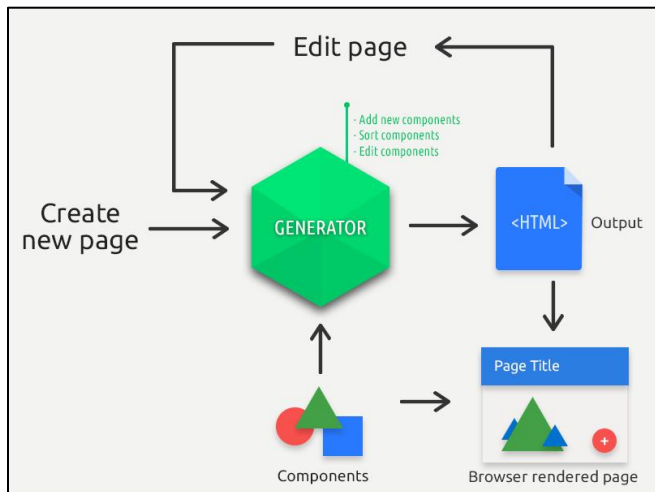 Edit page
- Add new components
- Sort components
- Edit components
Create
new page
GENERATOR
<HTML>
Output
Page Title
+
Components
Browser rendered page